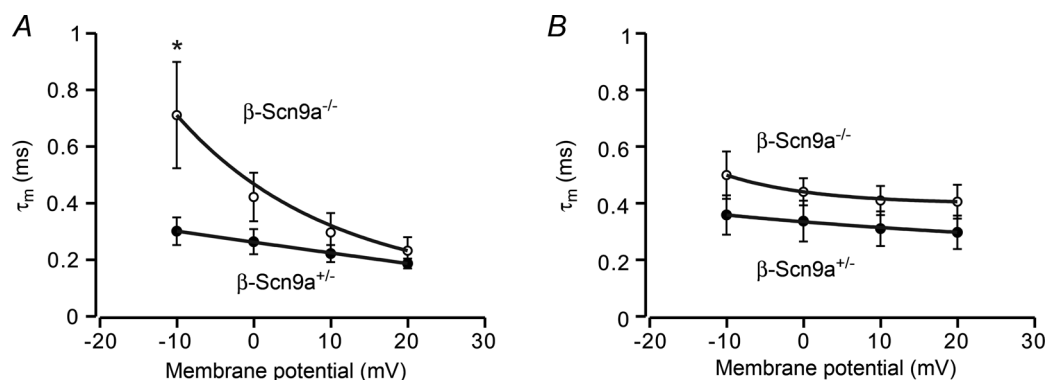 A
1
0.8
0.6
0.4
0.2
0
τm (ms)
*
β-Scn9a-/-
β-Scn9a+/-
-20 -10 0 10 20 30
Membrane potential (mV)
B
1
0.8
0.6
0.4
0.2
0
τm (ms)
β-Scn9a-/-
β-Scn9a+/-
-20 -10 0 10 20 30
Membrane potential (mV)